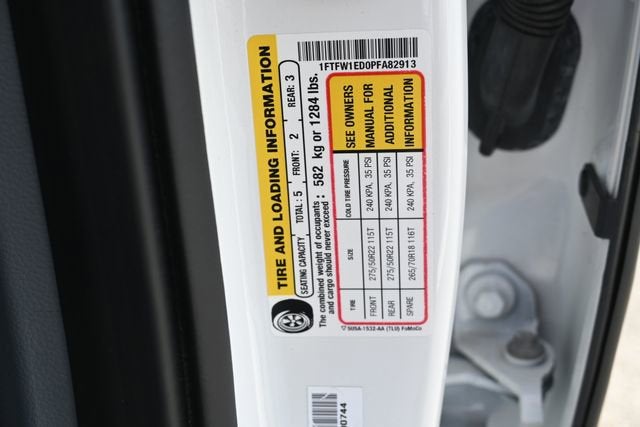 1FTFW1ED0PFA82913
TIRE AND LOADING INFORMATION
SEATING CAPACITY TOTAL: 5 FRONT: 2 REAR: 3
The combined weight of occupants
and cargo should never exceed : 582 kg or 1284 lbs.
TIRE SIZE COLD TIRE PRESSURE SEE OWNERS
FRONT 275/50R22 115T 240 KPA, 35 PSI MANUAL FOR
REAR 275/50R22 115T 240 KPA, 35 PSI ADDITIONAL
SPARE 265/70R18 116T 240 KPA, 35 PSI INFORMATION
5U5A-1532-AA (TLU) FoMoCo